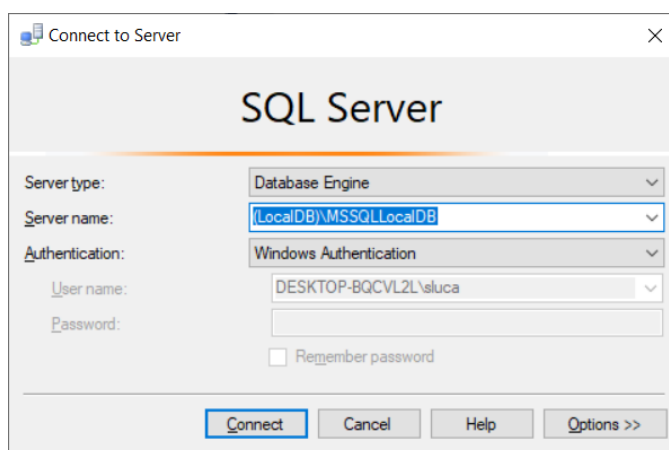 Connect to Server
SQL Server
Server type: Database Engine
Server name: (LocalDB)\MSSQLLocalDB
Authentication: Windows Authentication
User name: DESKTOP-BQCVL2L\sluca
Password:
Remember password
Connect Cancel Help Options >>